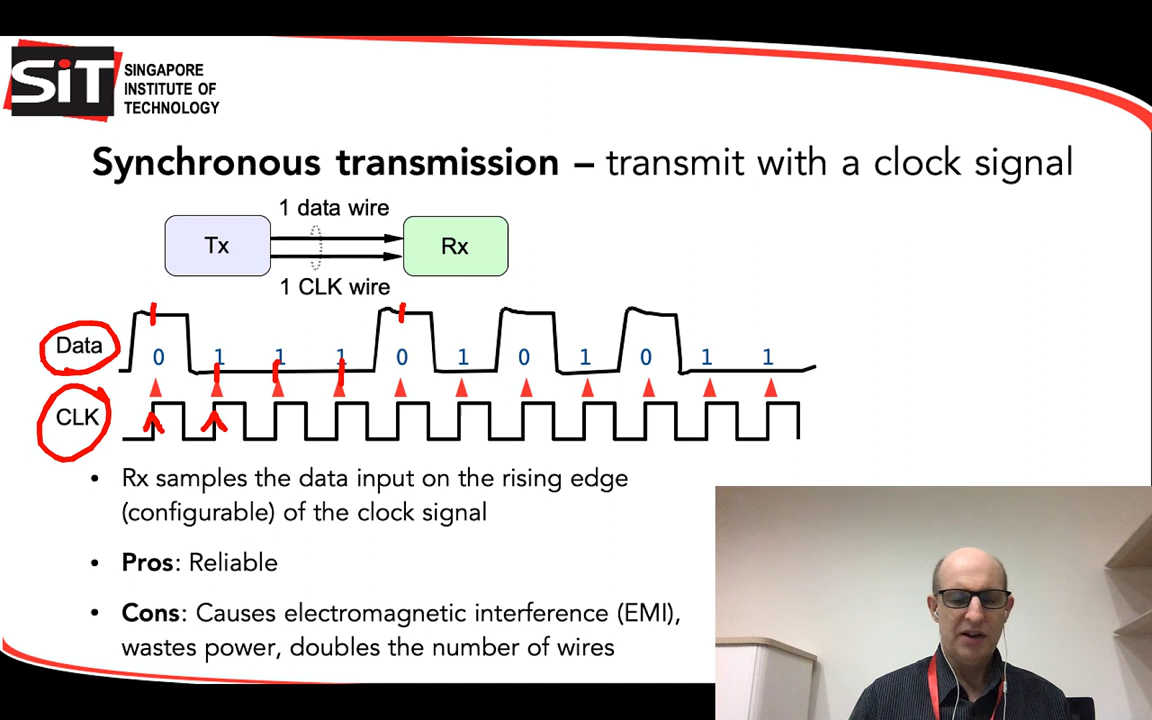 SiT
SINGAPORE
INSTITUTE OF
TECHNOLOGY
Synchronous transmission – transmit with a clock signal
1 data wire
Tx
Rx
1 CLK wire
Data
0 1 1 1 0 1 0 1 0 1 1
CLK
• Rx samples the data input on the rising edge
(configurable) of the clock signal
• Pros: Reliable
• Cons: Causes electromagnetic interference (EMI),
wastes power, doubles the number of wires